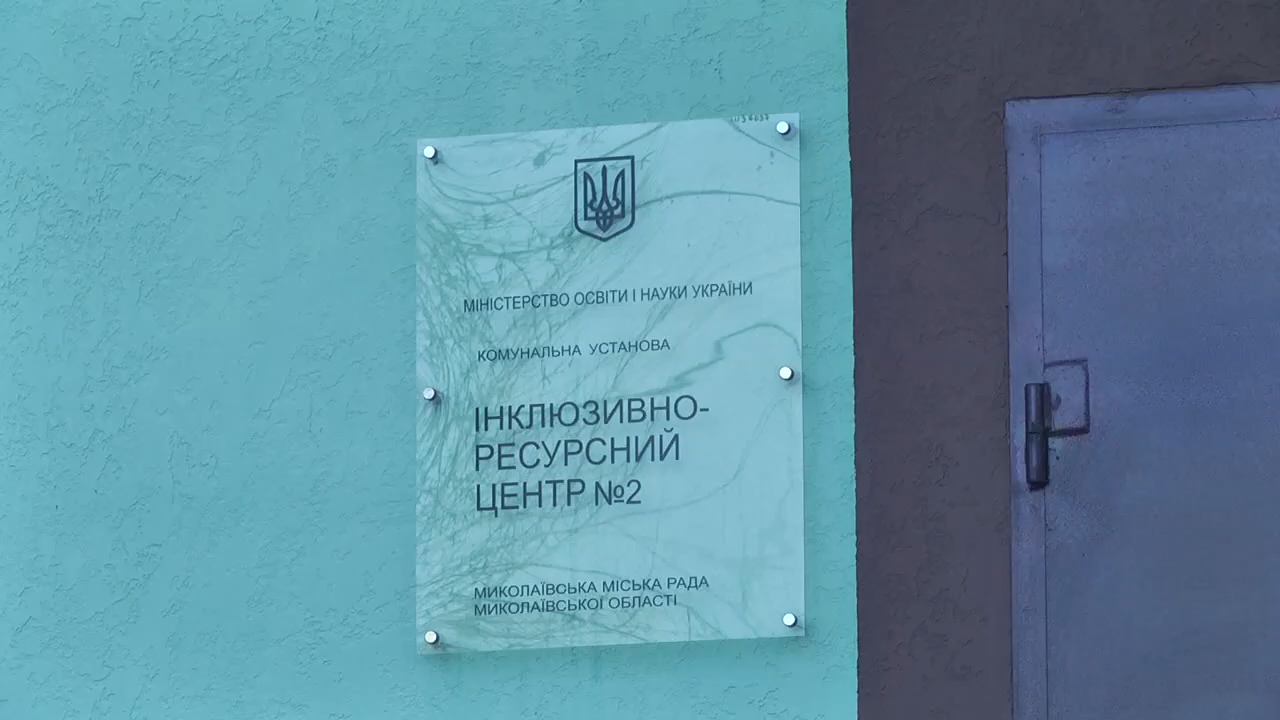 МІНІСТЕРСТВО ОСВІТИ І НАУКИ УКРАЇНИ
КОМУНАЛЬНА УСТАНОВА
ІНКЛЮЗИВНО-
РЕСУРСНИЙ
ЦЕНТР №2
МИКОЛАЇВСЬКА МІСЬКА РАДА
МИКОЛАЇВСЬКОЇ ОБЛАСТІ